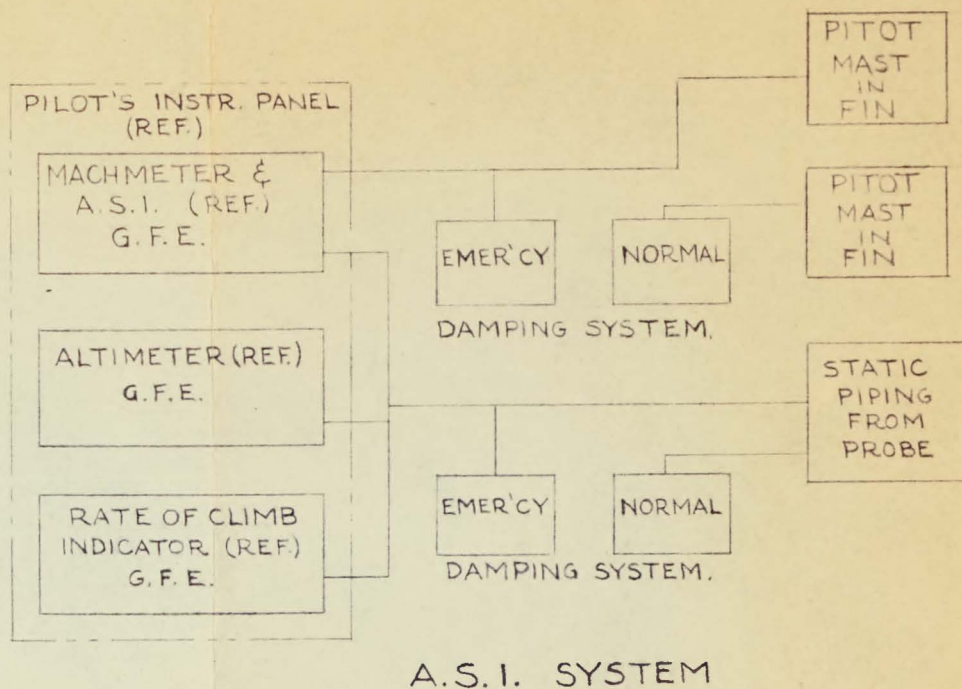 PILOT'S INSTR. PANEL
(REF.)
MACHMETER &
A.S.I. (REF.)
G.F.E.
ALTIMETER (REF.)
G.F.E.
RATE OF CLIMB
INDICATOR (REF.)
G.F.E.
PITOT
MAST
IN
FIN
PITOT
MAST
IN
FIN
EMER'CY
NORMAL
DAMPING SYSTEM.
STATIC
PIPING
FROM
PROBE
EMER'CY
NORMAL
DAMPING SYSTEM.
A.S.I. SYSTEM